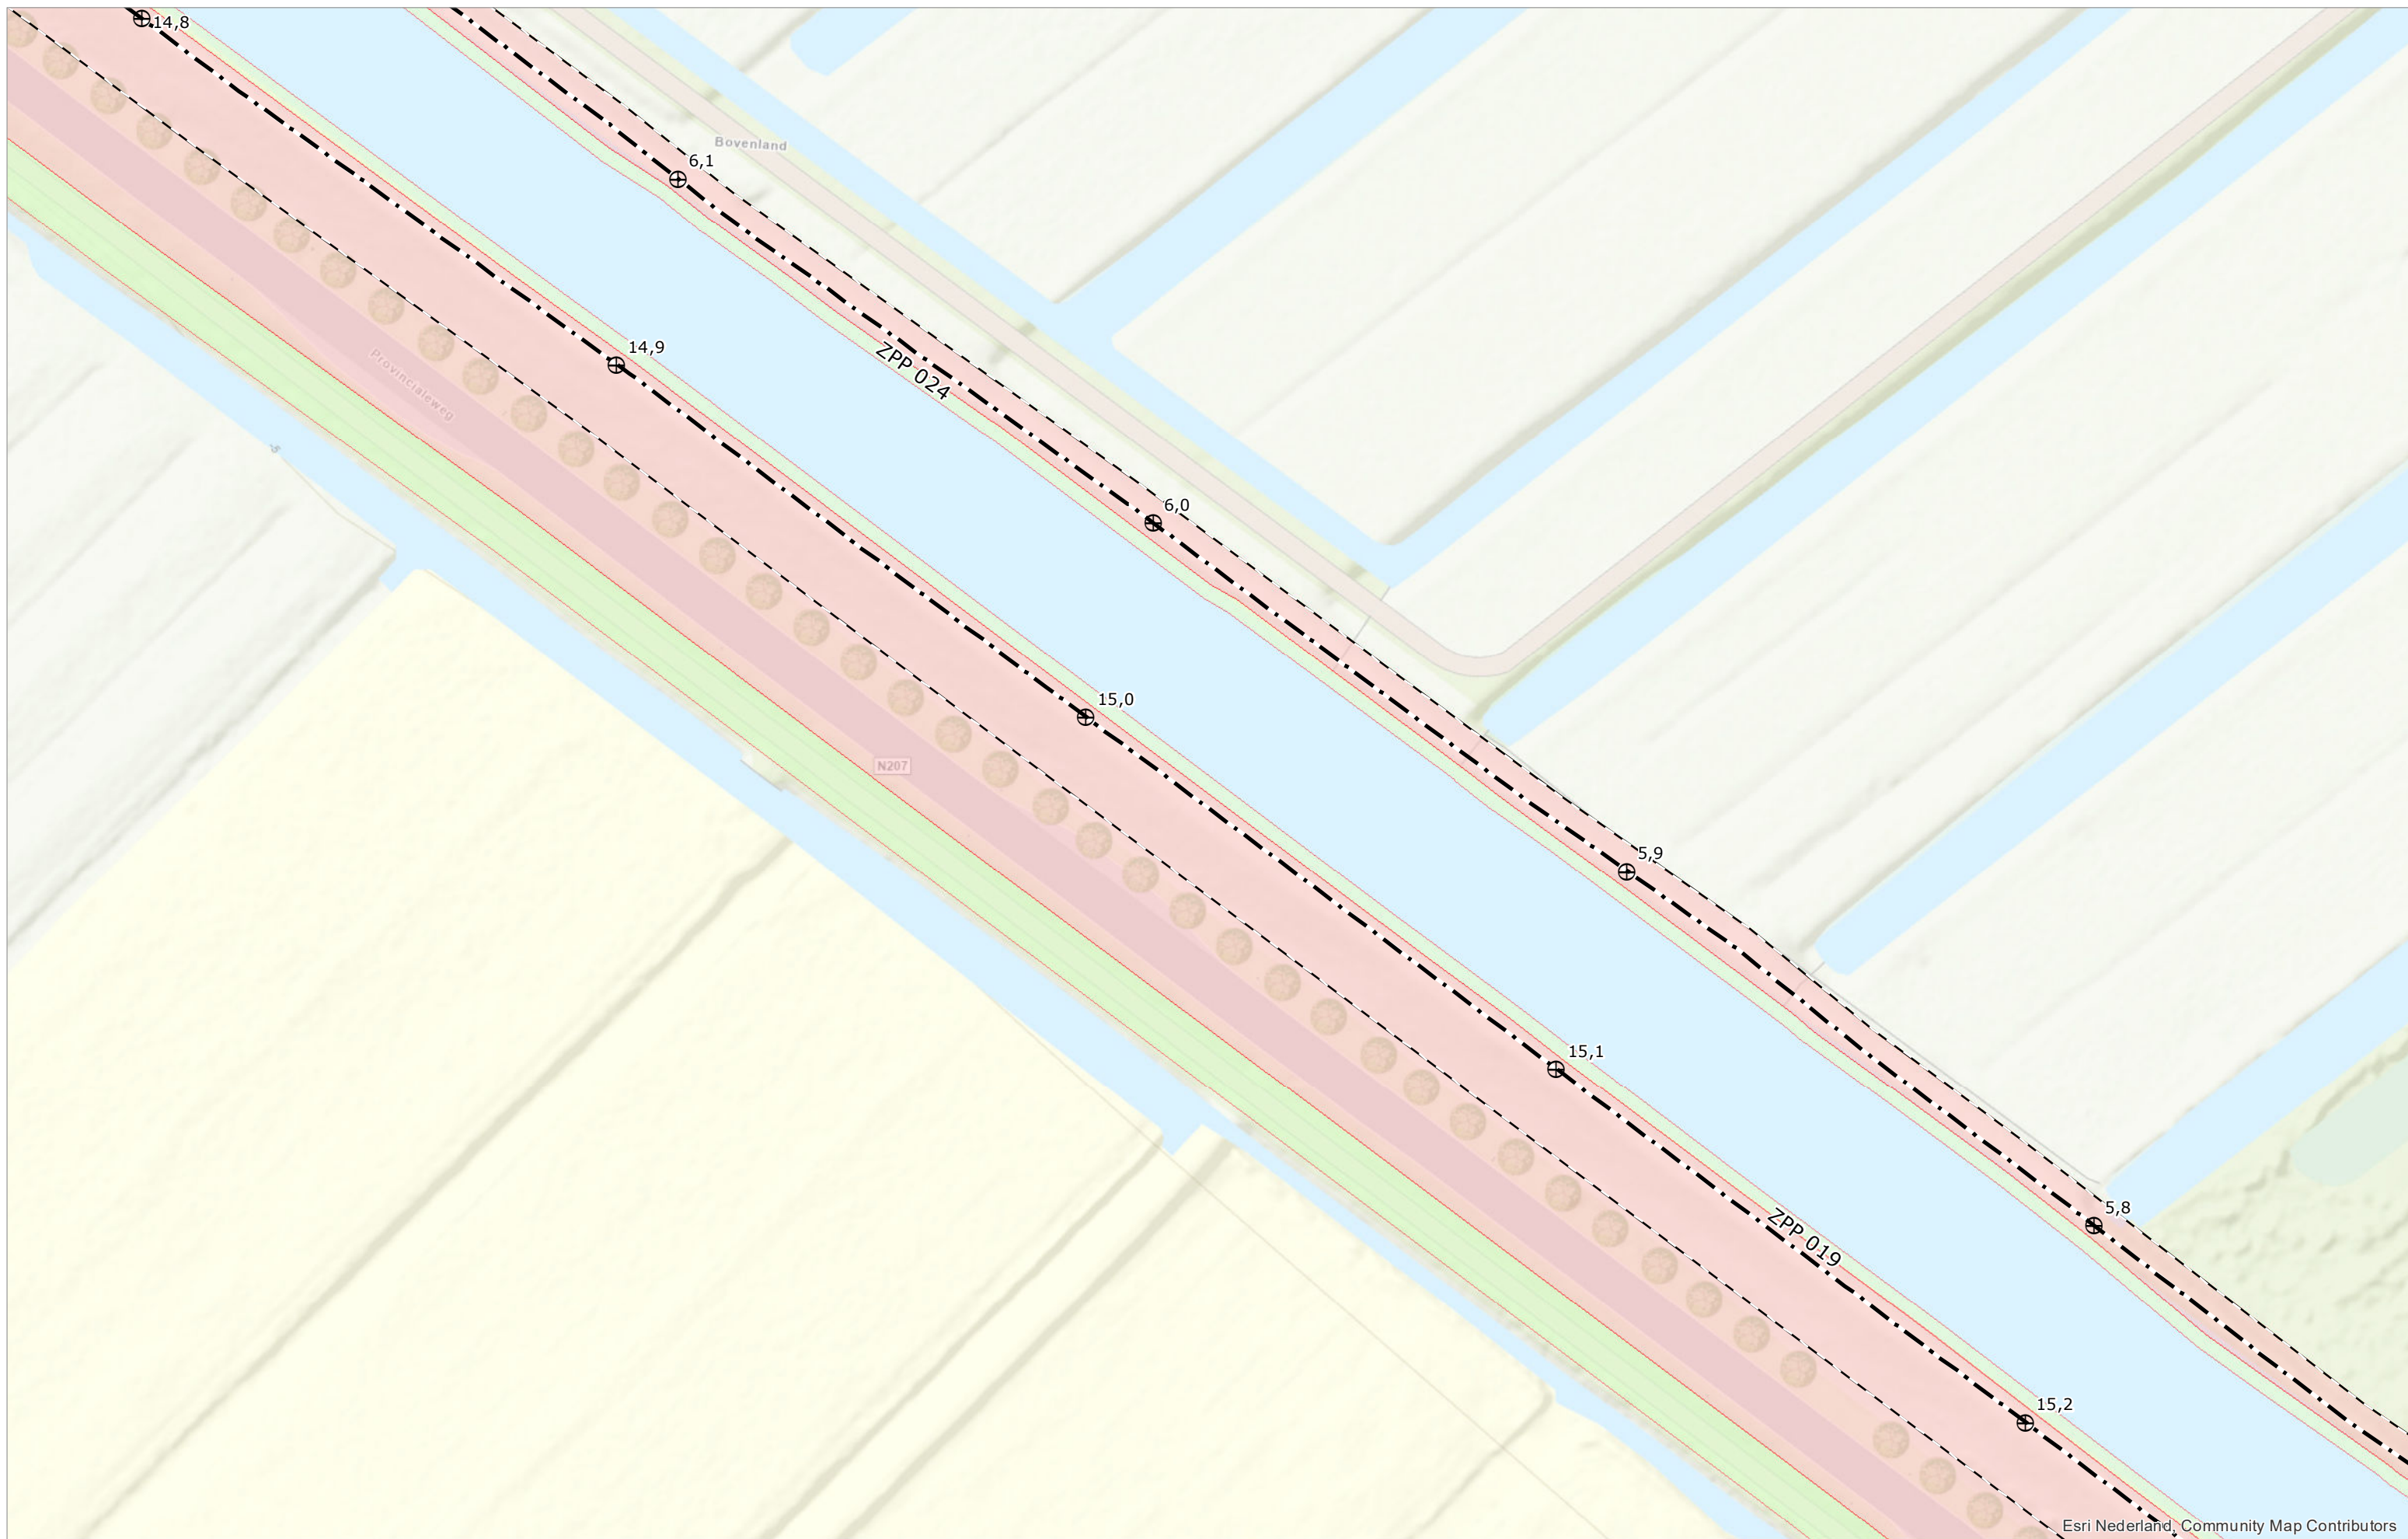 14,8
Bovenland
6,1
14,9
ZPP 024
Provincialeweg
6,0
15,0
N207
5,9
15,1
5,8
ZPP 019
15,2
Esri Nederland, Community Map Contributors